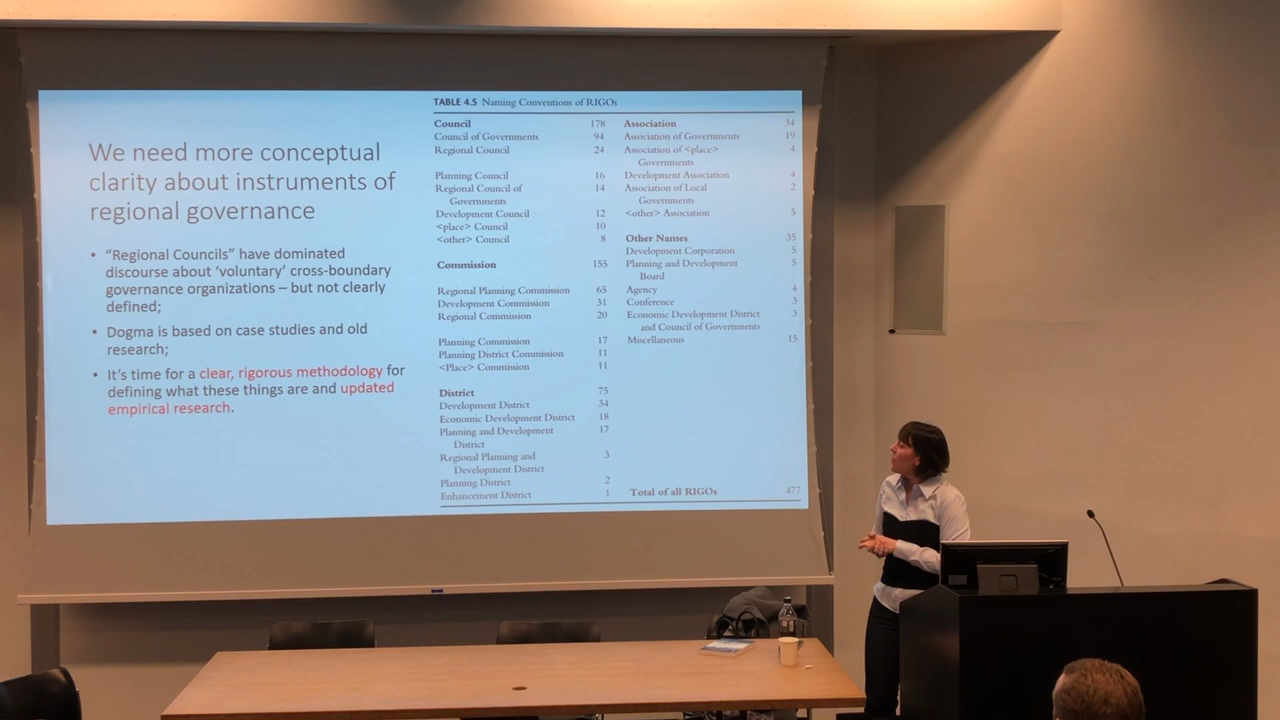 We need more conceptual
clarity about instruments of
regional governance
• "Regional Councils" have dominated
discourse about 'voluntary' cross-boundary
governance organizations – but not clearly
defined;
• Dogma is based on case studies and old
research;
• It's time for a clear, rigorous methodology for
defining what these things are and updated
empirical research.
TABLE 4.5 Naming Conventions of RIGOs
Council 178
Council of Governments 94
Regional Council 24
Planning Council 16
Regional Council of 14
Governments
Development Council 12
<place> Council 10
<other> Council 8
Commission 155
Regional Planning Commission 65
Development Commission 31
Regional Commission 20
Planning Commission 17
Planning District Commission 11
<Place> Commission 11
District 75
Development District 34
Economic Development District 18
Planning and Development 17
District
Regional Planning and 3
Development District
Planning District 2
Enhancement District 1
Association 34
Association of Governments 19
Association of <place> 4
Governments
Development Association 4
Association of Local 2
Governments
<other> Association 5
Other Names 35
Development Corporation 5
Planning and Development 5
Board
Agency 4
Conference 3
Economic Development District 3
and Council of Governments
Miscellaneous 15
Total of all RIGOs 477